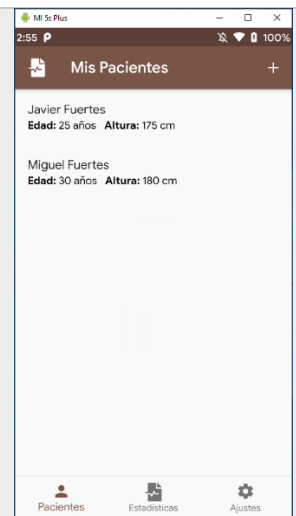 MI 5s Plus
2:55 P 100%
Mis Pacientes
Javier Fuertes
Edad: 25 años Altura: 175 cm
Miguel Fuertes
Edad: 30 años Altura: 180 cm
Pacientes Estadísticas Ajustes